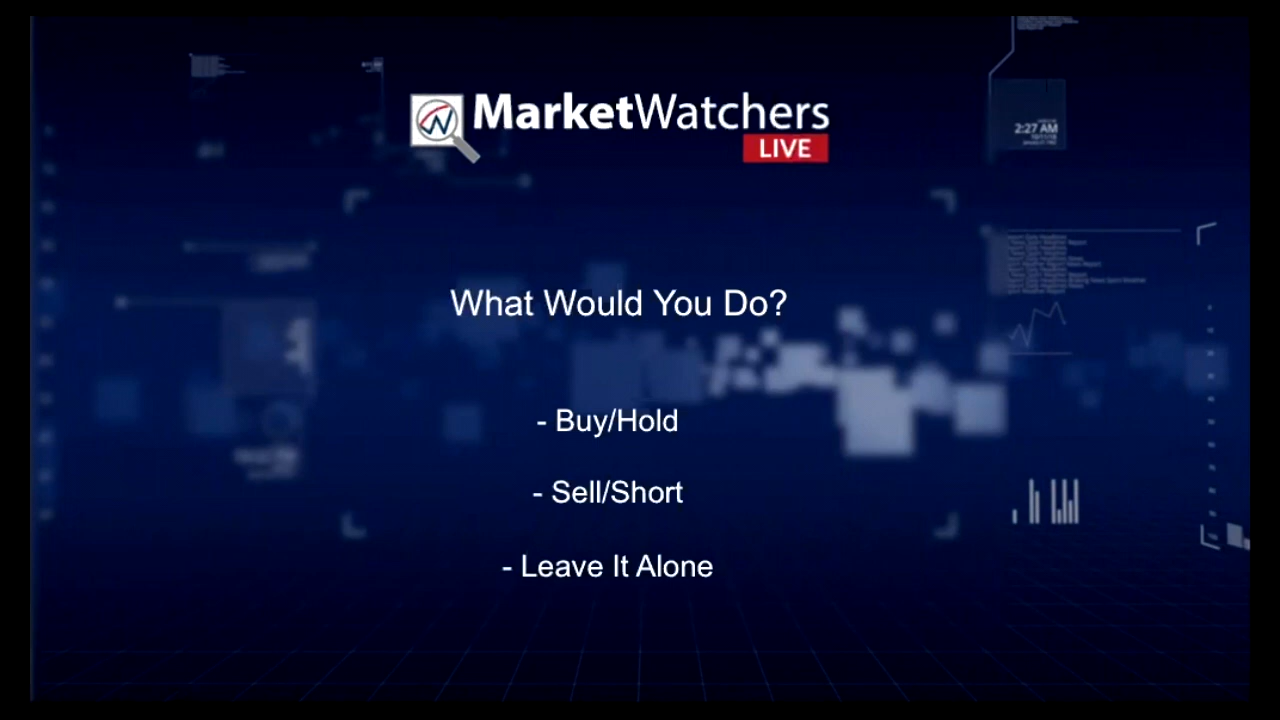 MarketWatchers
LIVE
2:27 AM
What Would You Do?
- Buy/Hold
- Sell/Short
- Leave It Alone